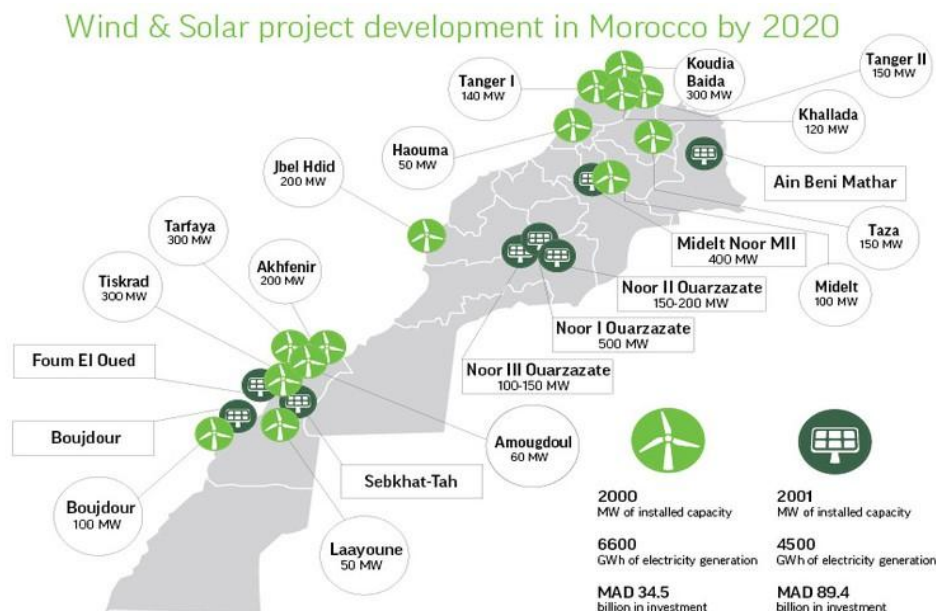 Wind & Solar project development in Morocco by 2020
Koudia
Baida
300 MW
Tanger II
150 MW
Tanger I
140 MW
Khallada
120 MW
Haouma
50 MW
Jbel Hdid
200 MW
Ain Beni Mathar
Tarfaya
300 MW
Taza
150 MW
Midelt Noor MII
400 MW
Akhfenir
200 MW
Tiskrad
300 MW
Midelt
100 MW
Noor II Ouarzazate
150-200 MW
Noor I Ouarzazate
500 MW
Foum El Oued
Noor III Ouarzazate
100-150 MW
Boujdour
Amougdoul
60 MW
Sebkhat-Tah
Boujdour
100 MW
Laayoune
50 MW
2000
MW of installed capacity
6600
GWh of electricity generation
MAD 34.5
billion in investment
2001
MW of installed capacity
4500
GWh of electricity generation
MAD 89.4
billion in investment